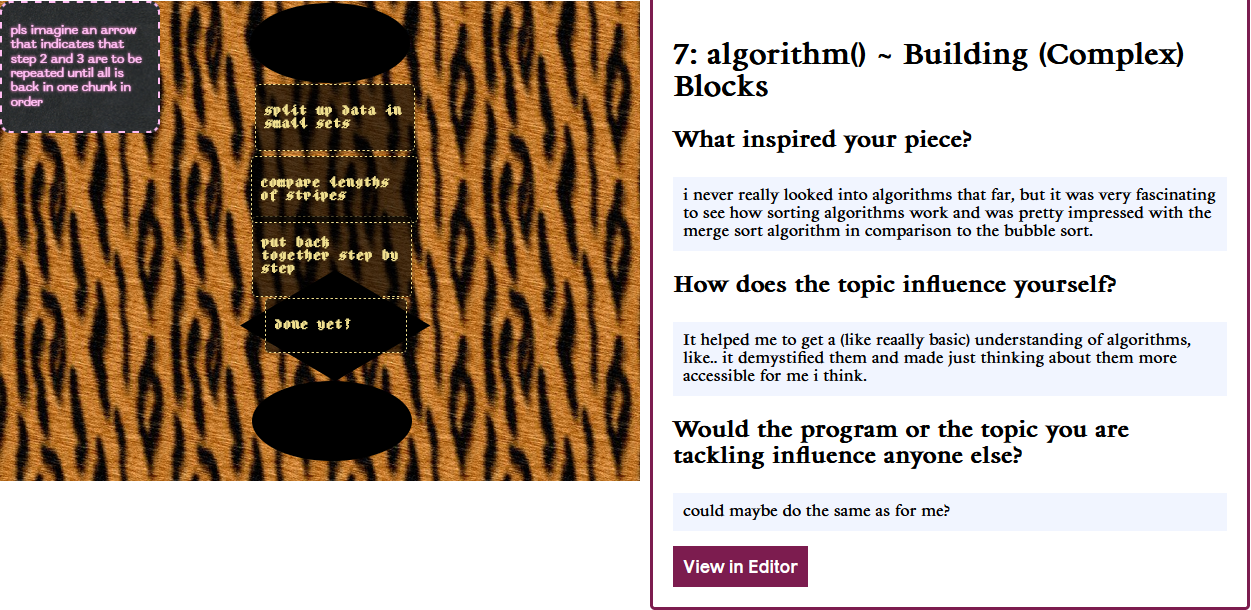 pls imagine an arrow
that indicates that
step 2 and 3 are to be
repeated until all is
back in one chunk in
order
split up data in
small sets
compare lengths
of stripes
put back
together step by
step
done yet?
7: algorithm() ~ Building (Complex)
Blocks
What inspired your piece?
i never really looked into algorithms that far, but it was very fascinating
to see how sorting algorithms work and was pretty impressed with the
merge sort algorithm in comparison to the bubble sort.
How does the topic influence yourself?
It helped me to get a (like reaally basic) understanding of algorithms,
like.. it demystified them and made just thinking about them more
accessible for me i think.
Would the program or the topic you are
tackling influence anyone else?
could maybe do the same as for me?
View in Editor